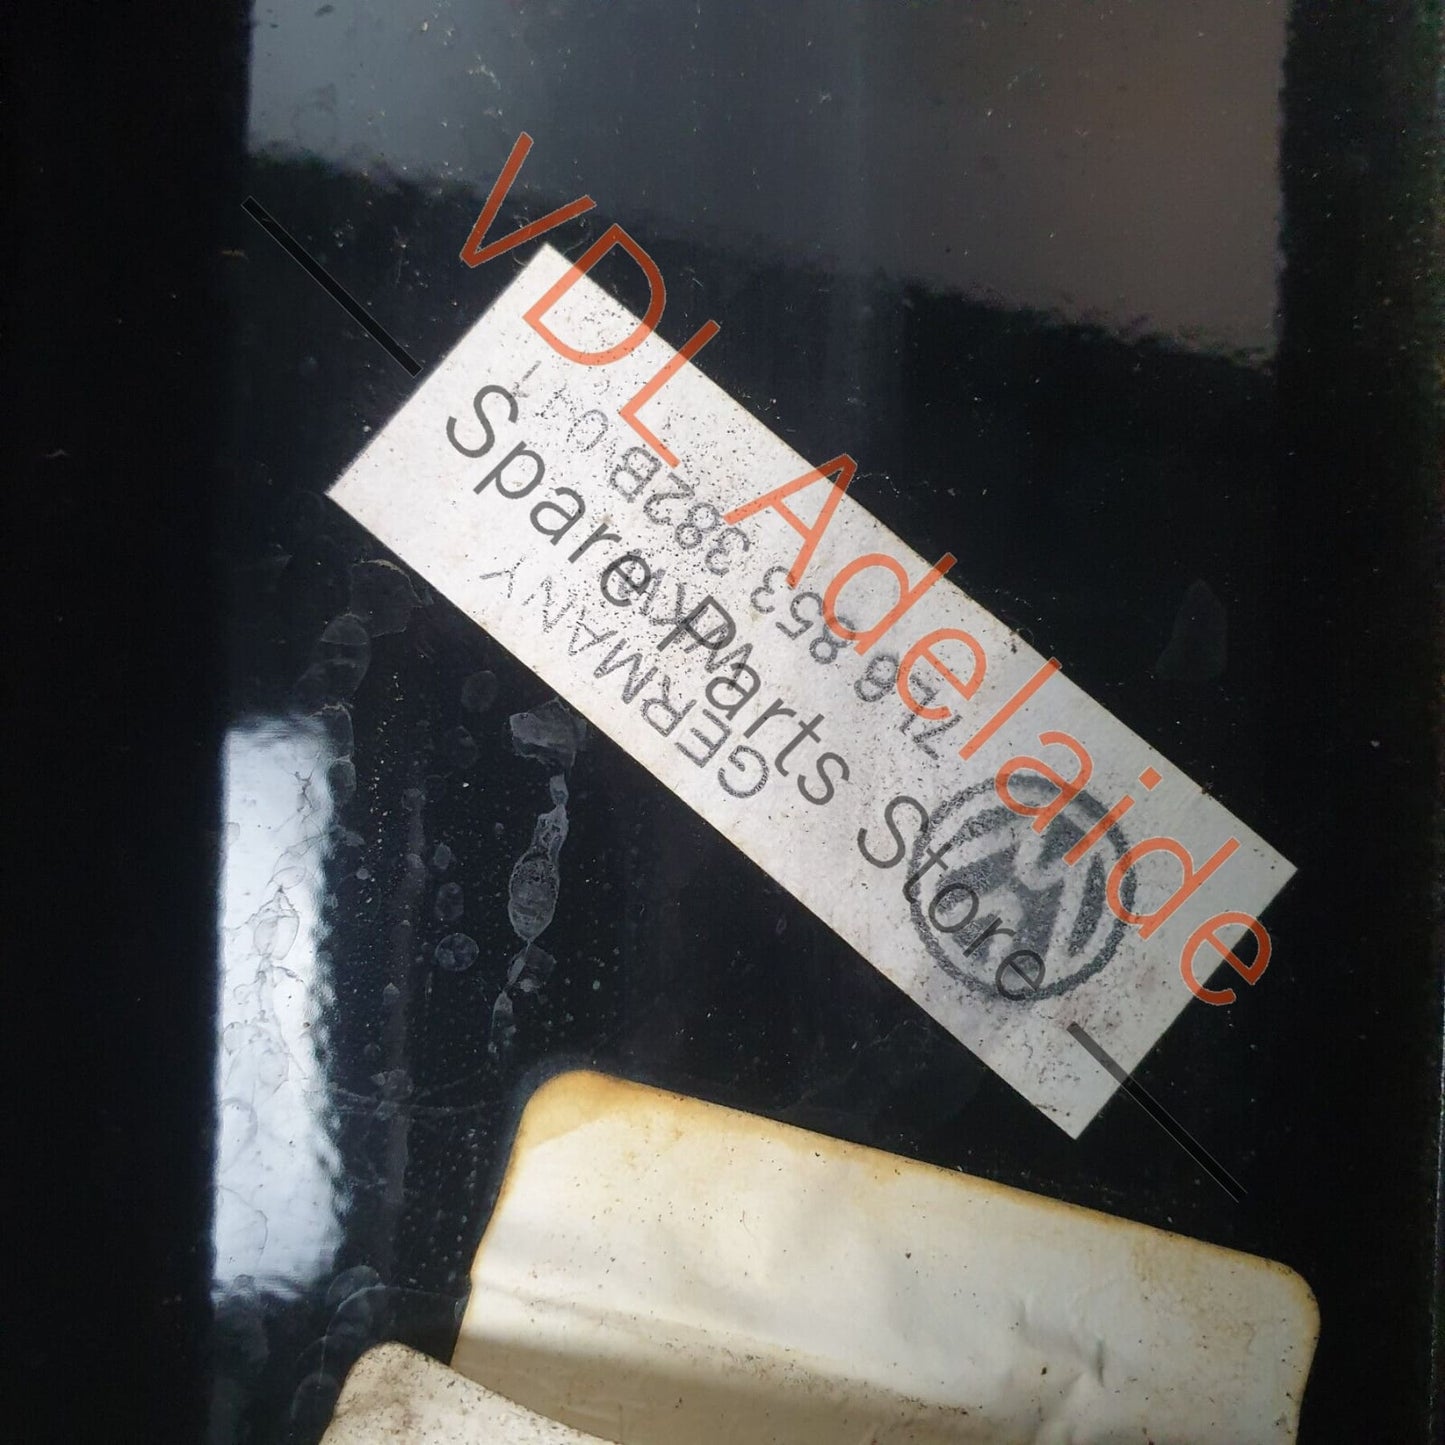 VDL Adelaide
Spare Parts Store
7L6 853 382B 041
GERMANY